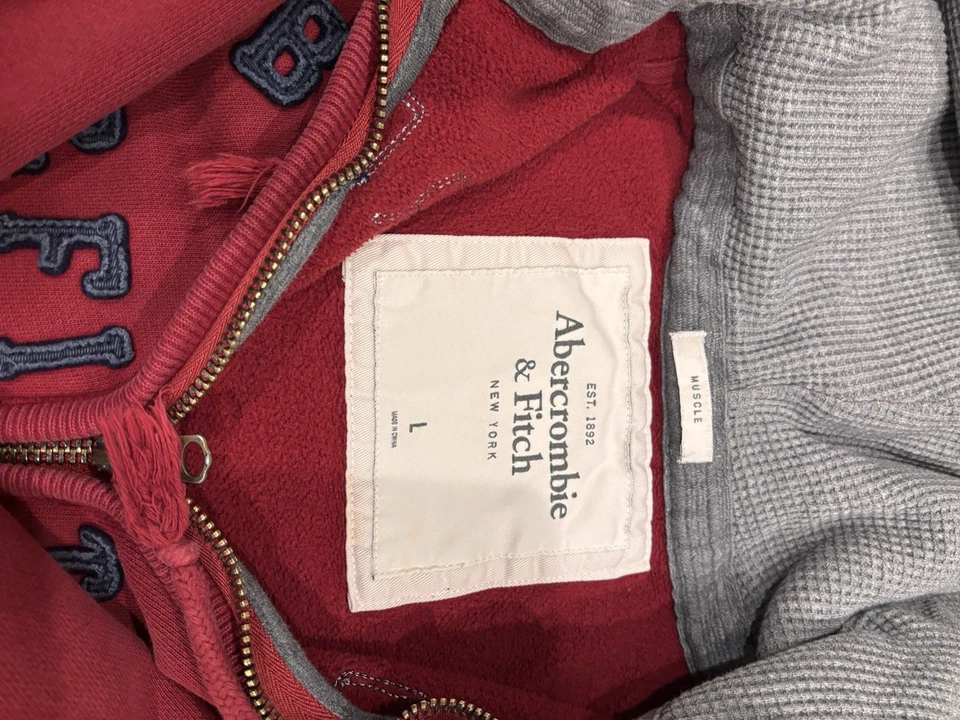 EST. 1892
Abercrombie
& Fitch
NEW YORK
L
MADE IN CHINA
MUSCLE